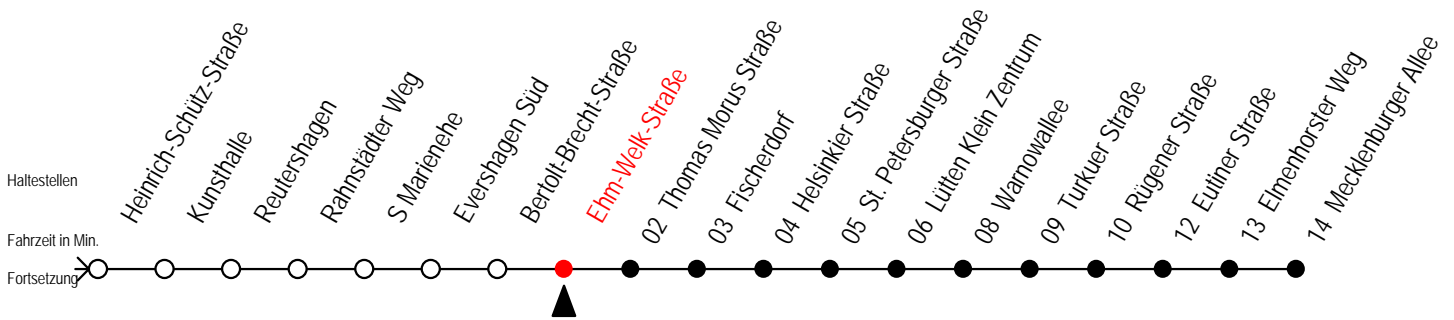 Haltestellen
Fahrzeit in Min.
Fortsetzung
Heinrich-Schütz-Straße
Kunsthalle
Reutershagen
Rahnstädter Weg
S Marienehe
Evershagen Süd
Bertolt-Brecht-Straße
Ehm-Welk-Straße
02 Thomas Morus Straße
03 Fischerdorf
04 Helsinkier Straße
05 St. Petersburger Straße
06 Lütten Klein Zentrum
08 Warnowallee
09 Turkuer Straße
10 Rügener Straße
12 Eutiner Straße
13 Elmenhorster Weg
14 Mecklenburger Allee